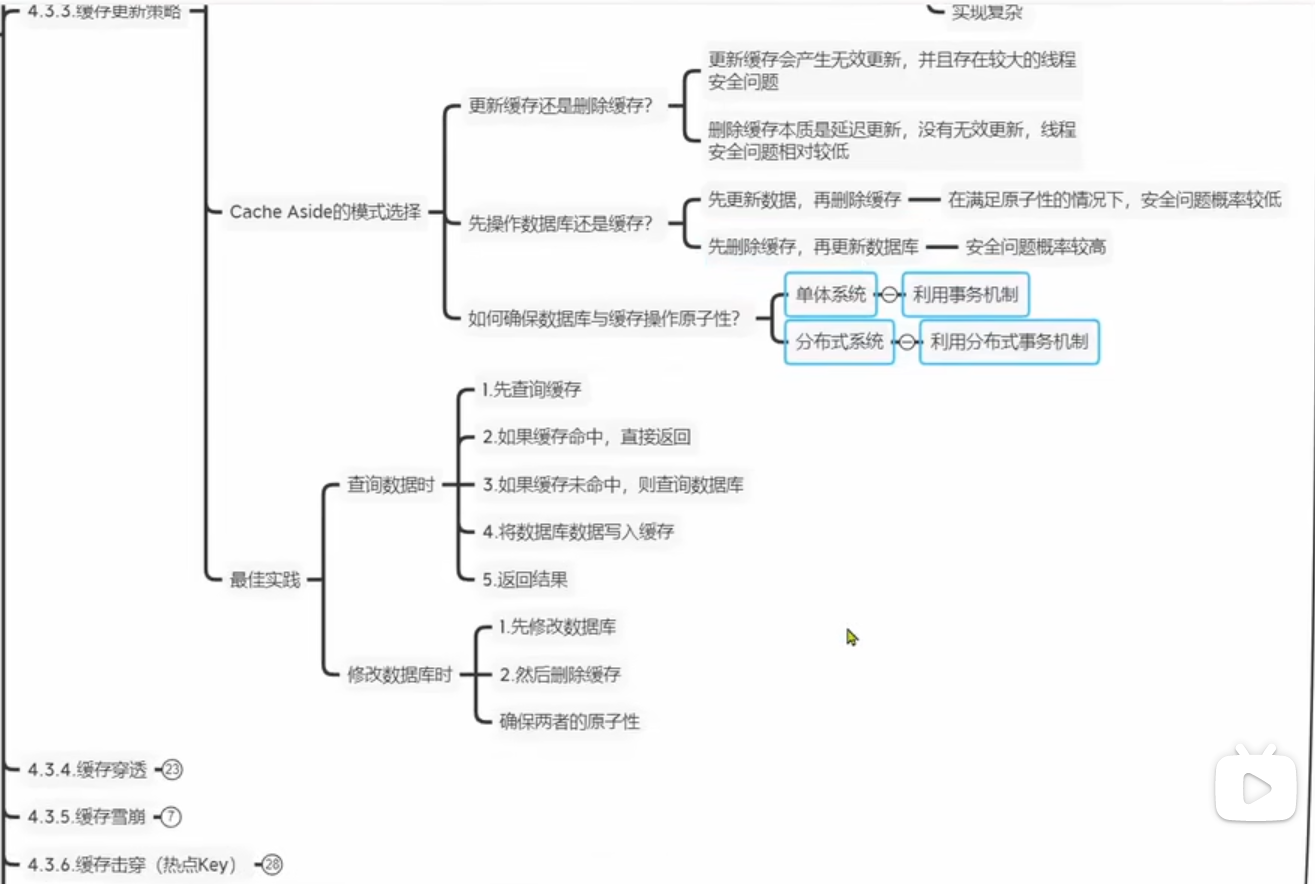 4.3.3.缓存更新策略
实现复杂
更新缓存会产生无效更新，并且存在较大的线程
安全问题
更新缓存还是删除缓存？
删除缓存本质是延迟更新，没有无效更新，线程
安全问题相对较低
Cache Aside的模式选择
先更新数据，再删除缓存
在满足原子性的情况下，安全问题概率较低
先操作数据库还是缓存？
先删除缓存，再更新数据库
安全问题概率较高
如何确保数据库与缓存操作原子性？
单体系统
利用事务机制
分布式系统
利用分布式事务机制
最佳实践
查询数据时
1.先查询缓存
2.如果缓存命中，直接返回
3.如果缓存未命中，则查询数据库
4.将数据库数据写入缓存
5.返回结果
修改数据库时
1.先修改数据库
2.然后删除缓存
确保两者的原子性
4.3.4.缓存穿透 23
4.3.5.缓存雪崩 7
4.3.6.缓存击穿（热点Key） 28